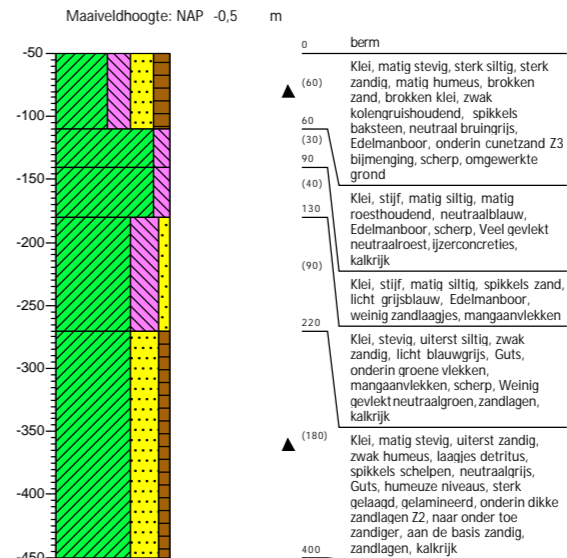 Maaiveldhoogte: NAP -0,5 m
-50
-100
-150
-200
-250
-300
-350
-400
-450
0
(60)
60
(30)
90
(40)
130
(90)
220
(180)
400
berm
Klei, matig stevig, sterk siltig, sterk
zandig, matig humeus, brokken
zand, brokken klei, zwak
kolengruishoudend, spikkels
baksteen, neutraal bruingrijs,
Edelmanboor, onderin cunetzand Z3
bijmenging, scherp, omgewerkte
grond
Klei, stijf, matig siltig, matig
roesthoudend, neutraalblauw,
Edelmanboor, scherp, Veel gevlekt
neutraalroest, ijzerconcreties,
kalkrijk
Klei, stijf, matig siltig, spikkels zand,
licht grijsblauw, Edelmanboor,
weinig zandlaagjes, mangaanvlekken
Klei, stevig, uiterst siltig, zwak
zandig, licht blauwgrijs, Guts,
onderin groene vlekken,
mangaanvlekken, scherp, Weinig
gevlekt neutraalgroen, zandlagen,
kalkrijk
Klei, matig stevig, uiterst zandig,
zwak humeus, laagjes detritus,
spikkels schelpen, neutraalgrijs,
Guts, humeuze niveaus, sterk
gelaagd, gelamineerd, onderin dikke
zandlagen Z2, naar onder toe
zandiger, aan de basis zandig,
zandlagen, kalkrijk